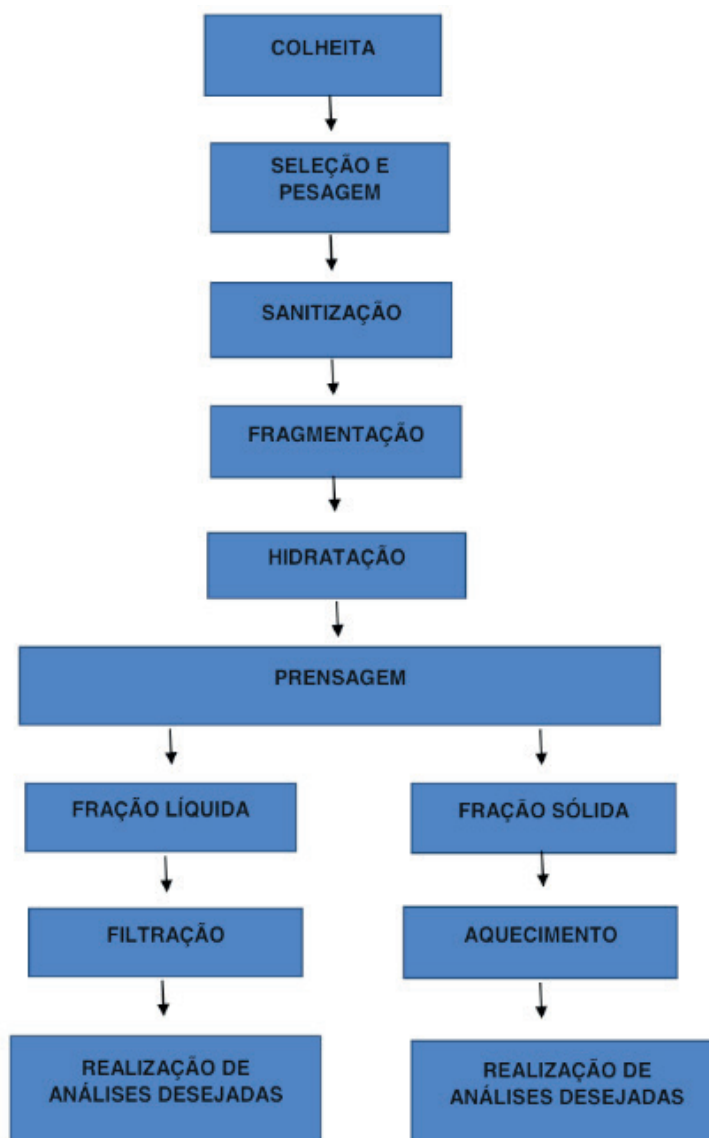 COLHEITA
SELEÇÃO E
PESAGEM
SANITIZAÇÃO
FRAGMENTAÇÃO
HIDRATAÇÃO
PRENSAGEM
FRAÇÃO LÍQUIDA
FRAÇÃO SÓLIDA
FILTRAÇÃO
AQUECIMENTO
REALIZAÇÃO DE
ANÁLISES DESEJADAS
REALIZAÇÃO DE
ANÁLISES DESEJADAS